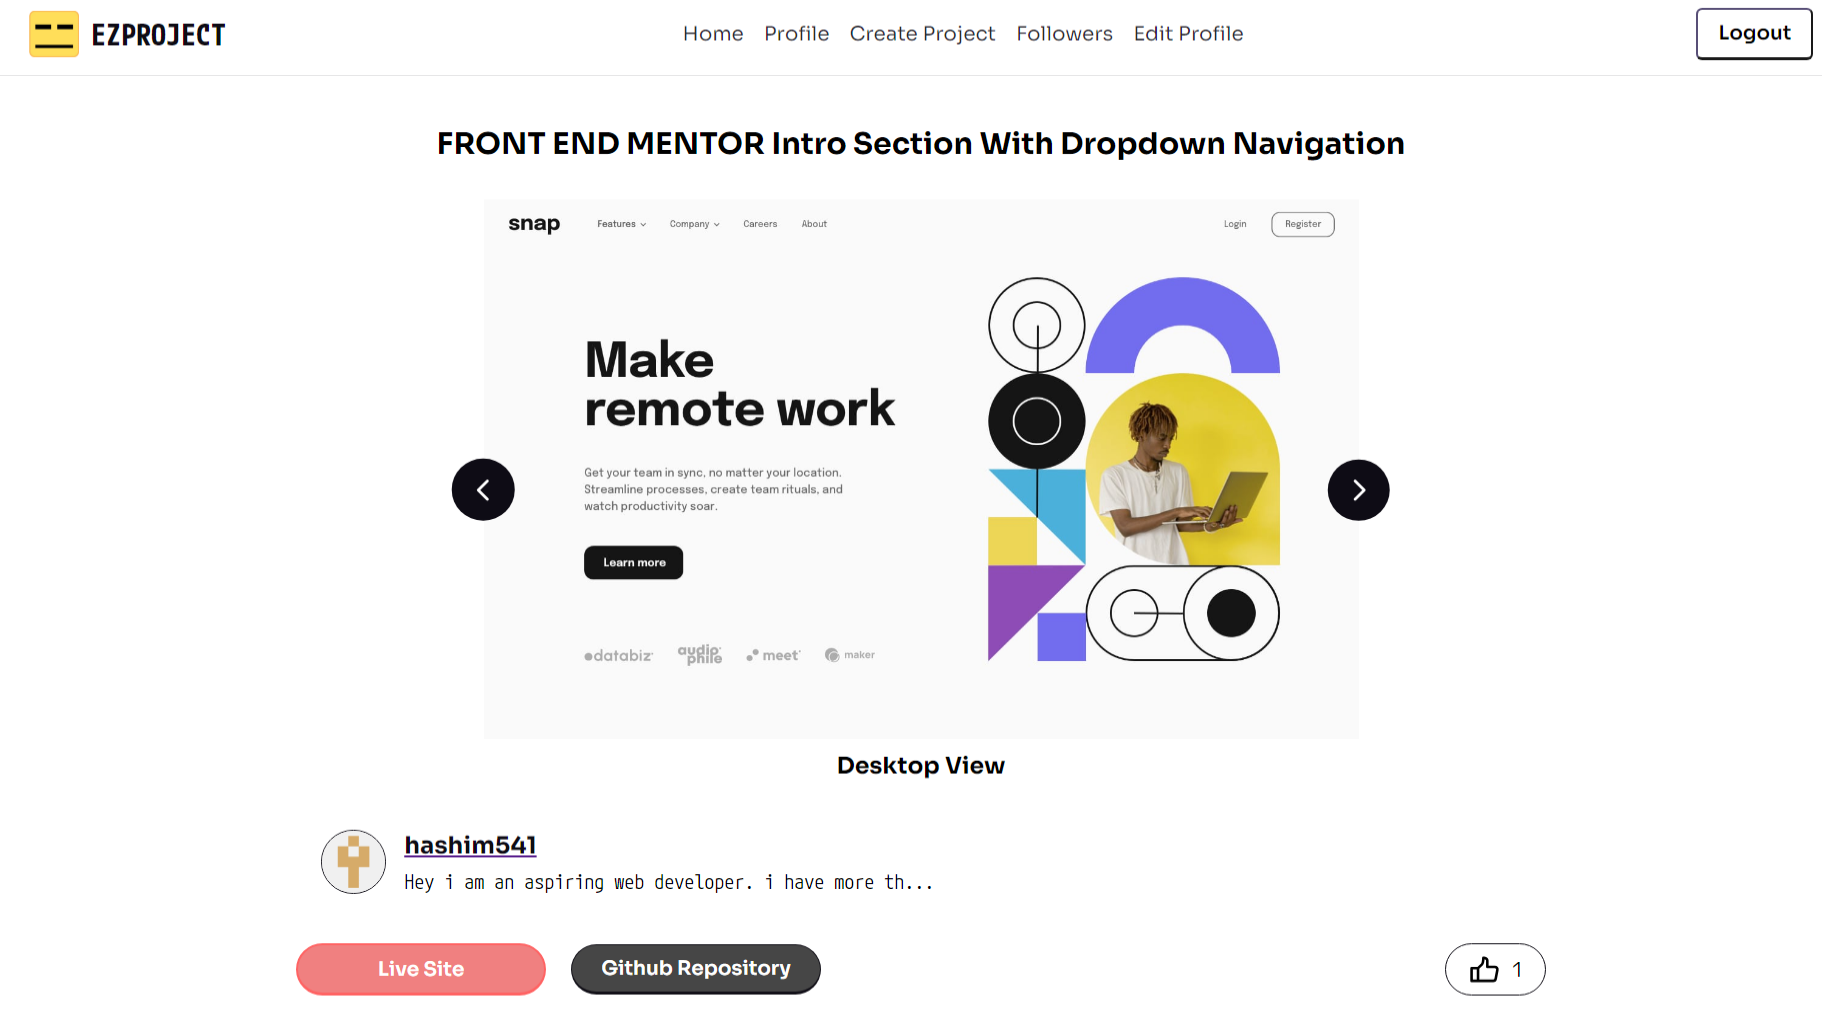 EZPROJECT
Home Profile Create Project Followers Edit Profile
Logout
FRONT END MENTOR Intro Section With Dropdown Navigation
snap Features Company Careers About Login Register
Make
remote work
Get your team in sync, no matter your location.
Streamline processes, create team rituals, and
watch productivity soar.
Learn more
databiz audiophile meet maker
Desktop View
hashim541
Hey i am an aspiring web developer. i have more th...
Live Site Github Repository 1